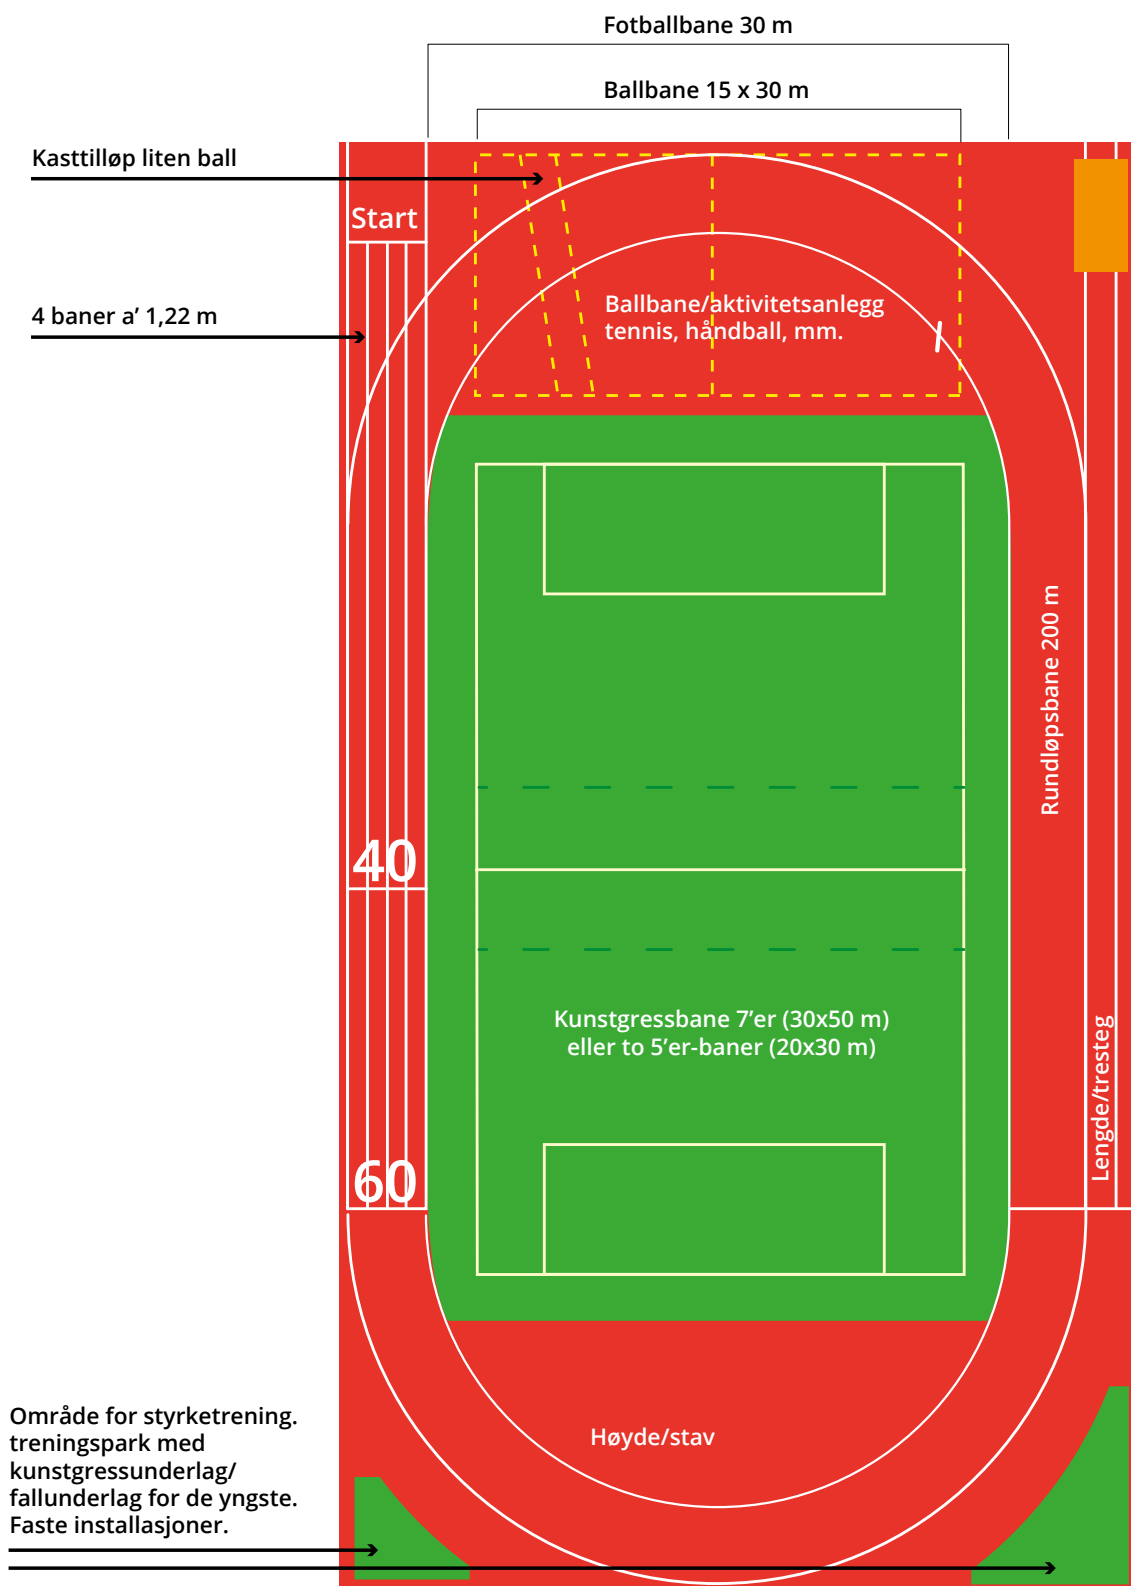 Fotballbane 30 m
Ballbane 15 x 30 m
Kasttilløp liten ball
Start
4 baner a’ 1,22 m
Ballbane/aktivitetsanlegg
tennis, håndball, mm.
Rundløpsbane 200 m
40
Kunstgressbane 7’er (30x50 m)
eller to 5’er-baner (20x30 m)
Lengde/tresteg
60
Høyde/stav
Område for styrketrening.
treningspark med
kunstgressunderlag/
fallunderlag for de yngste.
Faste installasjoner.